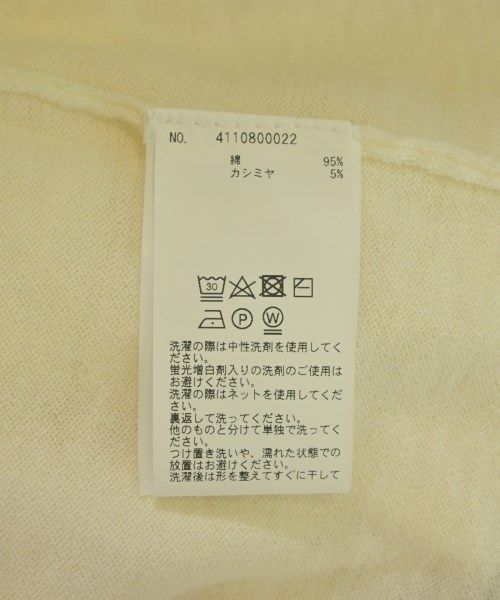 NO. 4110800022
綿 95%
カシミヤ 5%
30
P W
洗濯の際は中性洗剤を使用してく
ださい。
蛍光増白剤入りの洗剤のご使用は
お避けください。
洗濯の際はネットを使用してくだ
さい。
裏返して洗ってください。
他のものと分けて単独で洗ってく
ださい。
つけ置き洗いや、濡れた状態での
放置はお避けください。
洗濯後は形を整えてすぐに干して